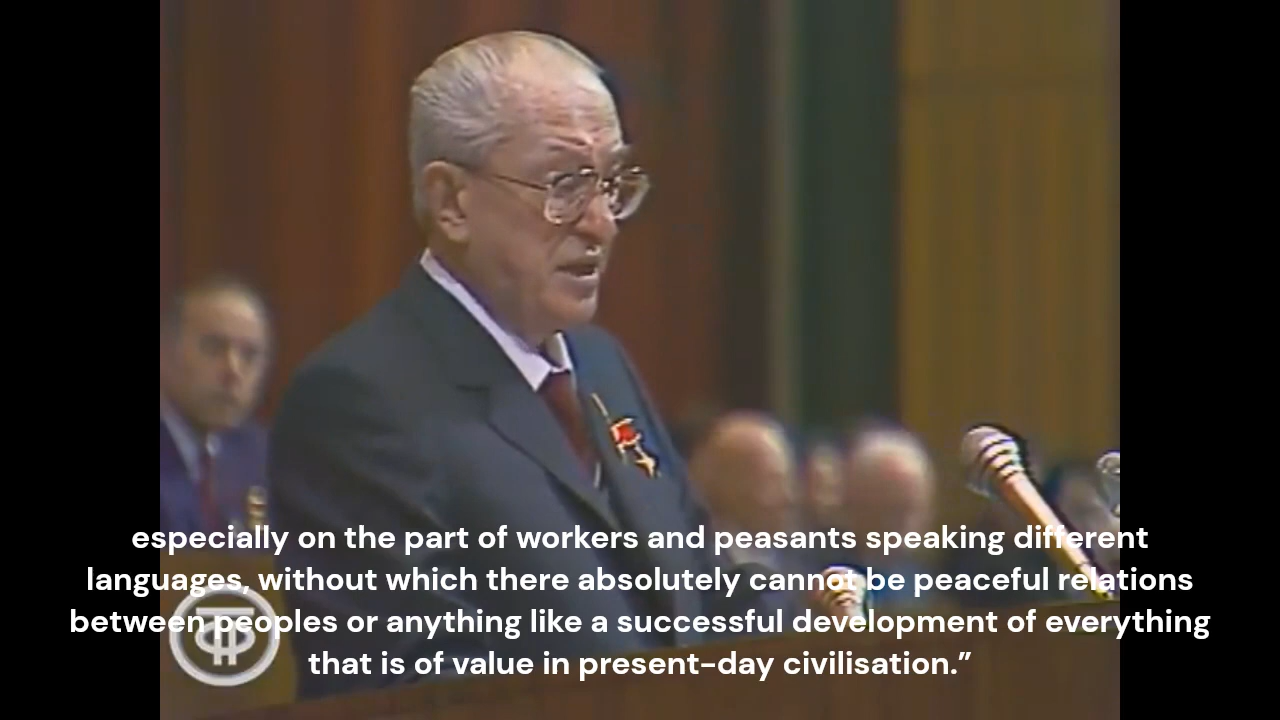 especially on the part of workers and peasants speaking different
languages, without which there absolutely cannot be peaceful relations
between peoples or anything like a successful development of everything
that is of value in present-day civilisation.”